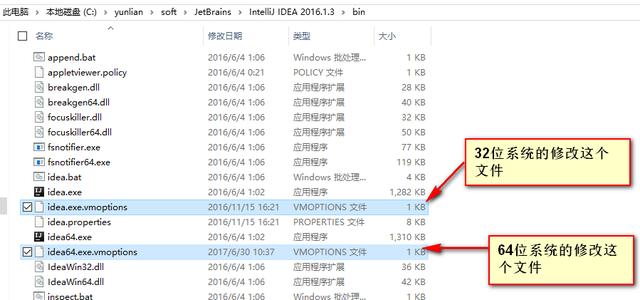 此电脑 › 本地磁盘 (C:) › yunlian › soft › JetBrains › IntelliJ IDEA 2016.1.3 › bin
名称 修改日期 类型 大小
append.bat 2016/6/4 1:06 Windows 批处理... 1 KB
appletviewer.policy 2016/6/4 0:21 POLICY 文件 1 KB
breakgen.dll 2016/6/4 1:06 应用程序扩展 28 KB
breakgen64.dll 2016/6/4 1:06 应用程序扩展 40 KB
focuskiller.dll 2016/6/4 1:06 应用程序扩展 32 KB
focuskiller64.dll 2016/6/4 1:06 应用程序扩展 50 KB
fsnotifier.exe 2016/6/4 1:06 应用程序 77 KB
fsnotifier64.exe 2016/6/4 1:06 应用程序 119 KB
idea.bat 2016/6/4 1:06 Windows 批处理... 4 KB
idea.exe 2016/6/4 1:02 应用程序 1,282 KB
idea.exe.vmoptions 2016/11/15 16:21 VMOPTIONS 文件 1 KB
idea.properties 2016/11/15 16:21 PROPERTIES 文件 8 KB
idea64.exe 2016/6/4 1:02 应用程序 1,310 KB
idea64.exe.vmoptions 2017/6/30 10:37 VMOPTIONS 文件 1 KB
IdeaWin32.dll 2016/6/4 1:06 应用程序扩展 36 KB
IdeaWin64.dll 2016/6/4 1:06 应用程序扩展 42 KB
inspect.bat 2016/6/4 1:06 Windows 批处理... 1 KB
32位系统的修改这个
文件
64位系统的修改这
个文件